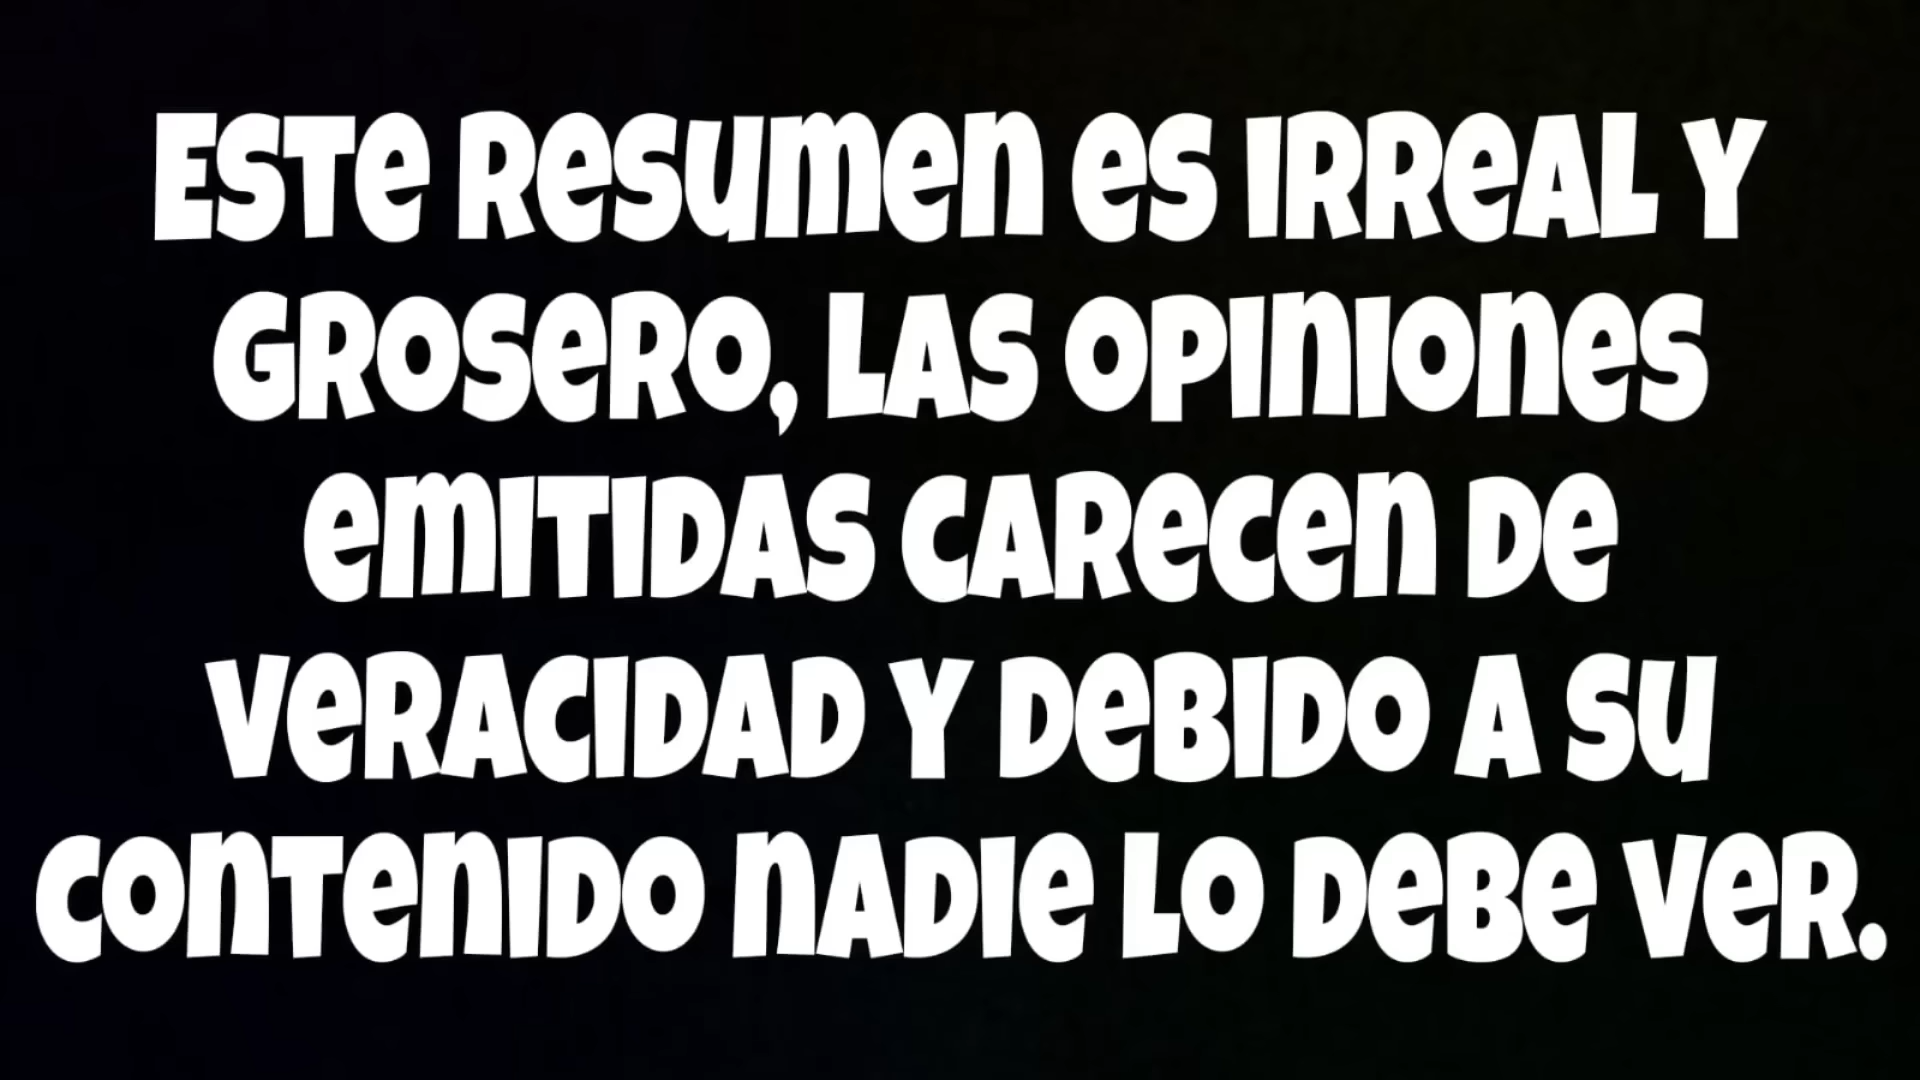 Este resumen es irreal y
grosero, las opiniones
emitidas carecen de
veracidad y debido a su
contenido nadie lo debe ver.